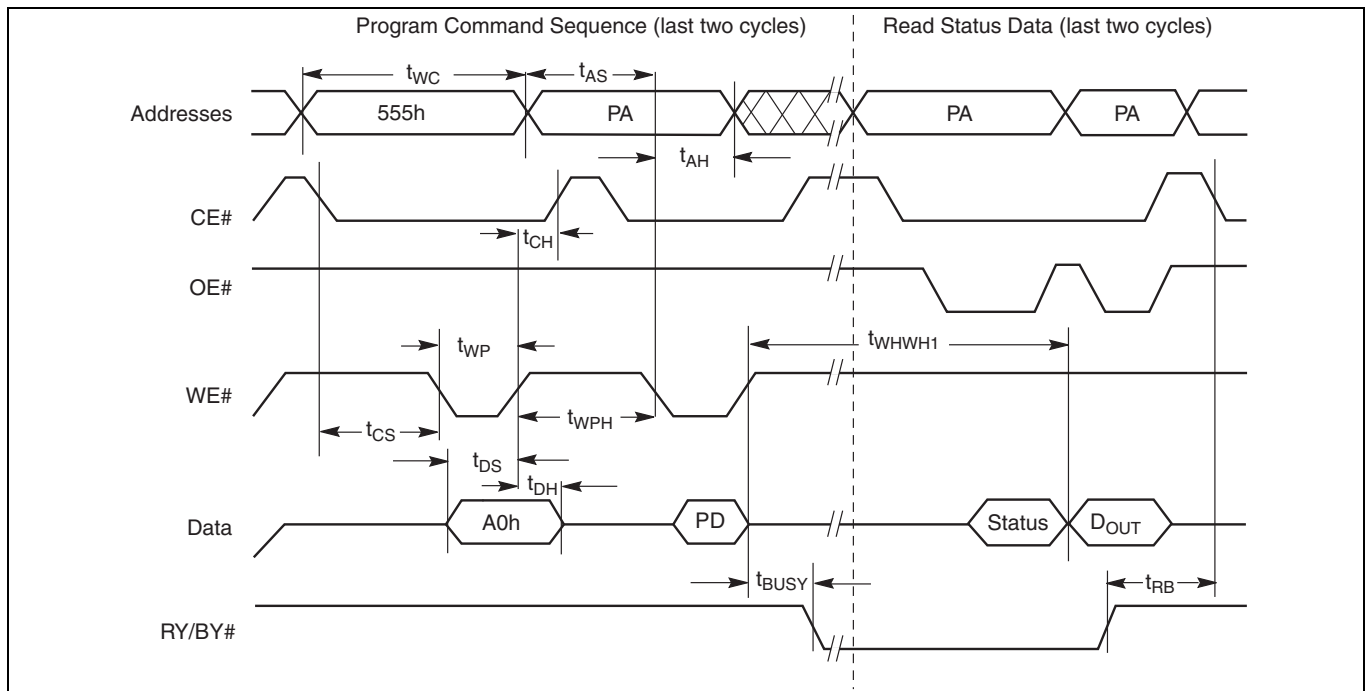 Program Command Sequence (last two cycles) Read Status Data (last two cycles)
tWC tAS
Addresses 555h PA PA PA
tAH
CE#
tCH
OE#
tWP tWHWH1
WE#
tCS tWPH
tDS
tDH
Data A0h PD Status DOUT
tBUSY tRB
RY/BY#